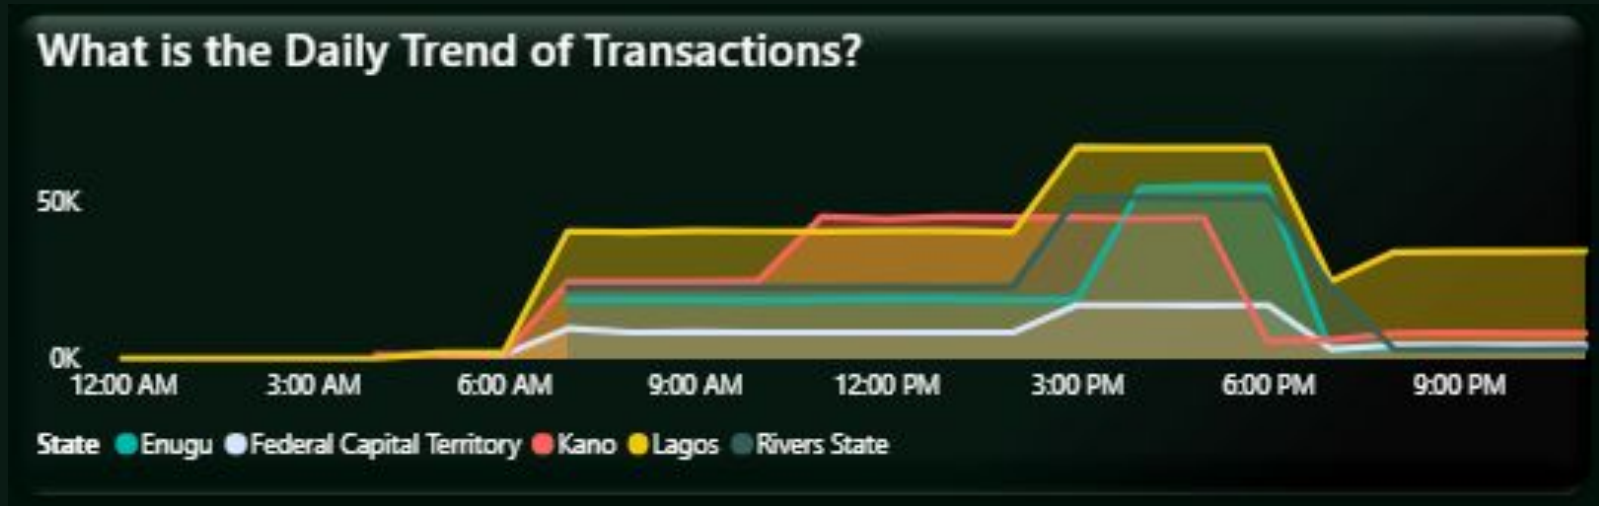 What is the Daily Trend of Transactions?
50K
0K
12:00 AM 3:00 AM 6:00 AM 9:00 AM 12:00 PM 3:00 PM 6:00 PM 9:00 PM
State Enugu Federal Capital Territory Kano Lagos Rivers State